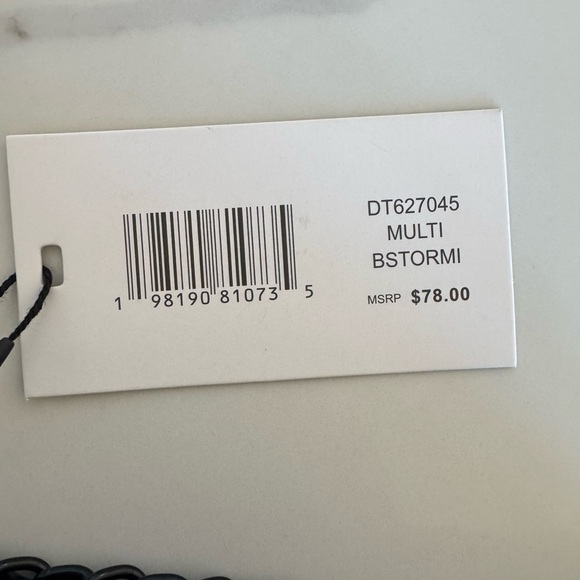 1 98190 81073 5
DT627045
MULTI
BSTORMI
MSRP $78.00